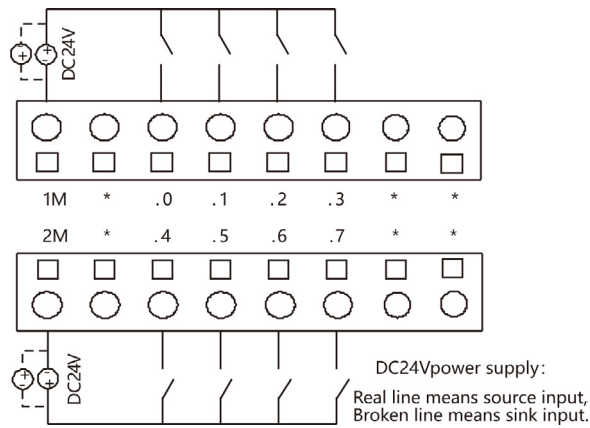 DC24V
1M * .0 .1 .2 .3 * *
2M * .4 .5 .6 .7 * *
DC24V
DC24Vpower supply:
Real line means source input,
Broken line means sink input.